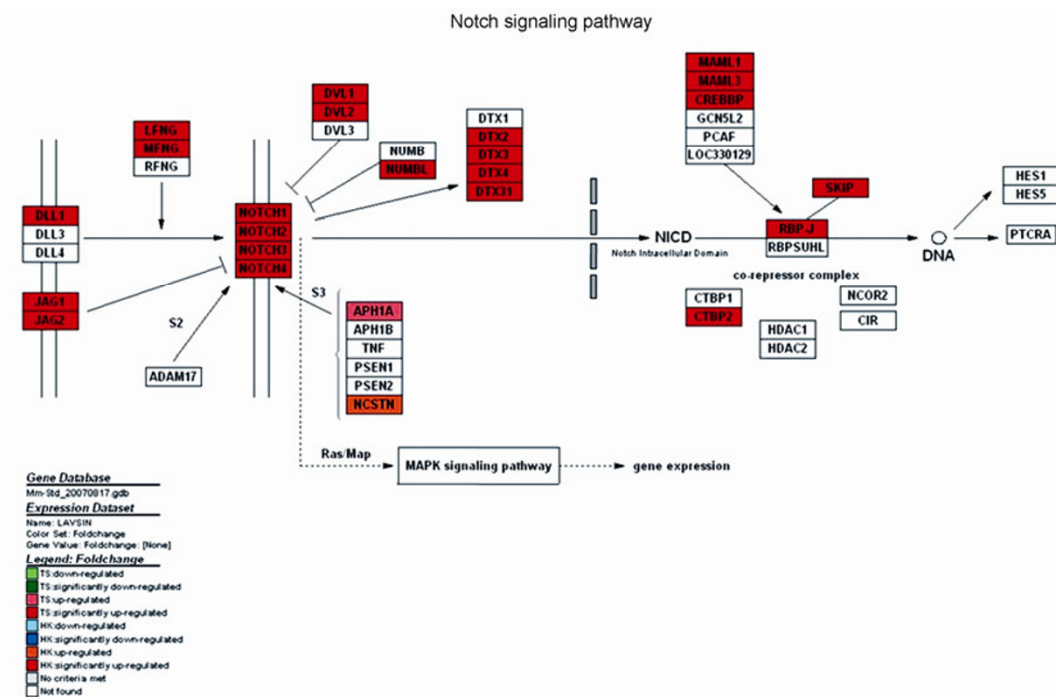 Notch signaling pathway
MAML1
MAML3
CREBBP
GCN5L2
PCAF
LOC330129
DVL1
DVL2
DVL3
DTX1
DTX2
DTX3
DTX4
DTX31
LFNG
MFNG
RFNG
NUMB
NUMBL
SKIP
HES1
HES5
DLL1
DLL3
DLL4
NOTCH1
NOTCH2
NOTCH3
NOTCH4
NICD
Notch Intracellular Domain
RBP-J
RBPSUHL
DNA
PTCRA
co-repressor complex
JAG1
JAG2
S2
S3
CTBP1
CTBP2
NCOR2
CIR
HDAC1
HDAC2
ADAM17
APH1A
APH1B
TNF
PSEN1
PSEN2
NCSTN
Ras/Map
MAPK signaling pathway
gene expression
Gene Database
Mm-Std_20070817.gdb
Expression Dataset
Name: LAVSIN
Color Set: Foldchange
Gene Value: Foldchange: [None]
Legend: Foldchange
TS:down-regulated
TS:significantly down-regulated
TS:up-regulated
TS:significantly up-regulated
HK:down-regulated
HK:significantly down-regulated
HK:up-regulated
HK:significantly up-regulated
No criteria met
Not found